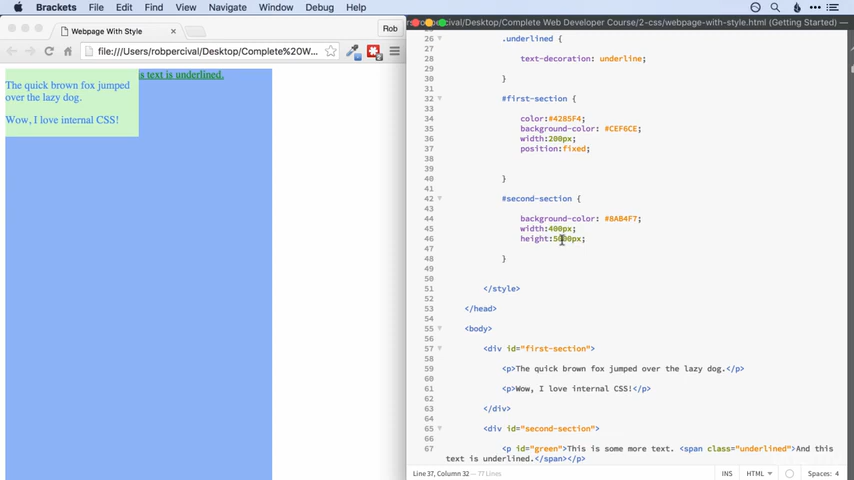 Brackets File Edit Find View Navigate Window Debug Help
Webpage With Style
Rob
file:///Users/robpercival/Desktop/Complete%20W...
s text is underlined.
The quick brown fox jumped
over the lazy dog.
Wow, I love internal CSS!
/Users/robpercival/Desktop/Complete Web Developer Course/2-css/webpage-with-style.html (Getting Started)
25
26 .underlined {
27
28 text-decoration: underline;
29
30 }
31
32 #first-section {
33
34 color:#4285F4;
35 background-color: #CEF6CE;
36 width:200px;
37 position:fixed;
38
39
40 }
41
42 #second-section {
43
44 background-color: #8AB4F7;
45 width:400px;
46 height:5000px;
47
48 }
49
50
51 </style>
52
53 </head>
54
55 <body>
56
57 <div id="first-section">
58
59 <p>The quick brown fox jumped over the lazy dog.</p>
60
61 <p>Wow, I love internal CSS!</p>
62
63 </div>
64
65 <div id="second-section">
66
67 <p id="green">This is some more text. <span class="underlined">And this
text is underlined.</span></p>
Line 37, Column 32 — 77 Lines
INS HTML Spaces: 4